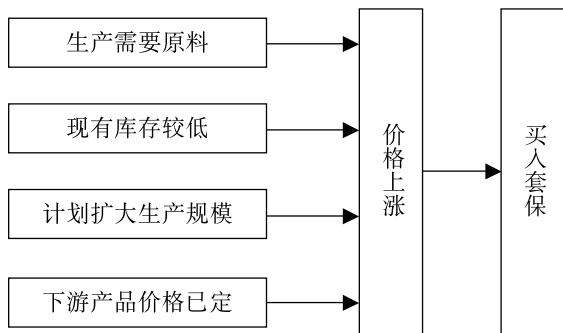 生产需要原料
现有库存较低
计划扩大生产规模
下游产品价格已定
价格上涨
买入套保